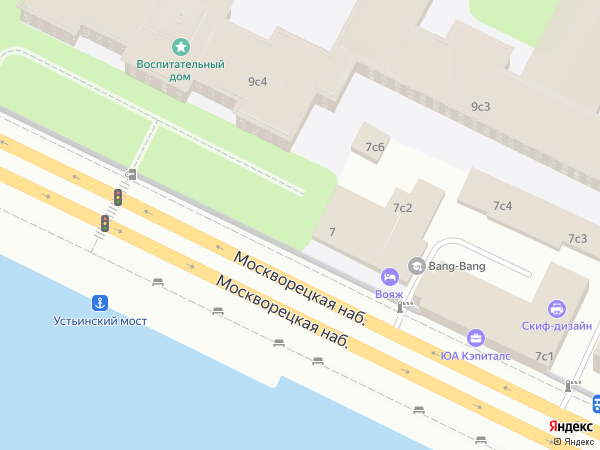 Воспитательный
дом
9с4
9с3
7с6
7с2
7с4
7
7с3
Bang-Bang
Москворецкая наб.
Москворецкая наб.
Вояж
Устьинский мост
Скиф-дизайн
ЮА Кэпиталс
7с1
Яндекс
© Яндекс